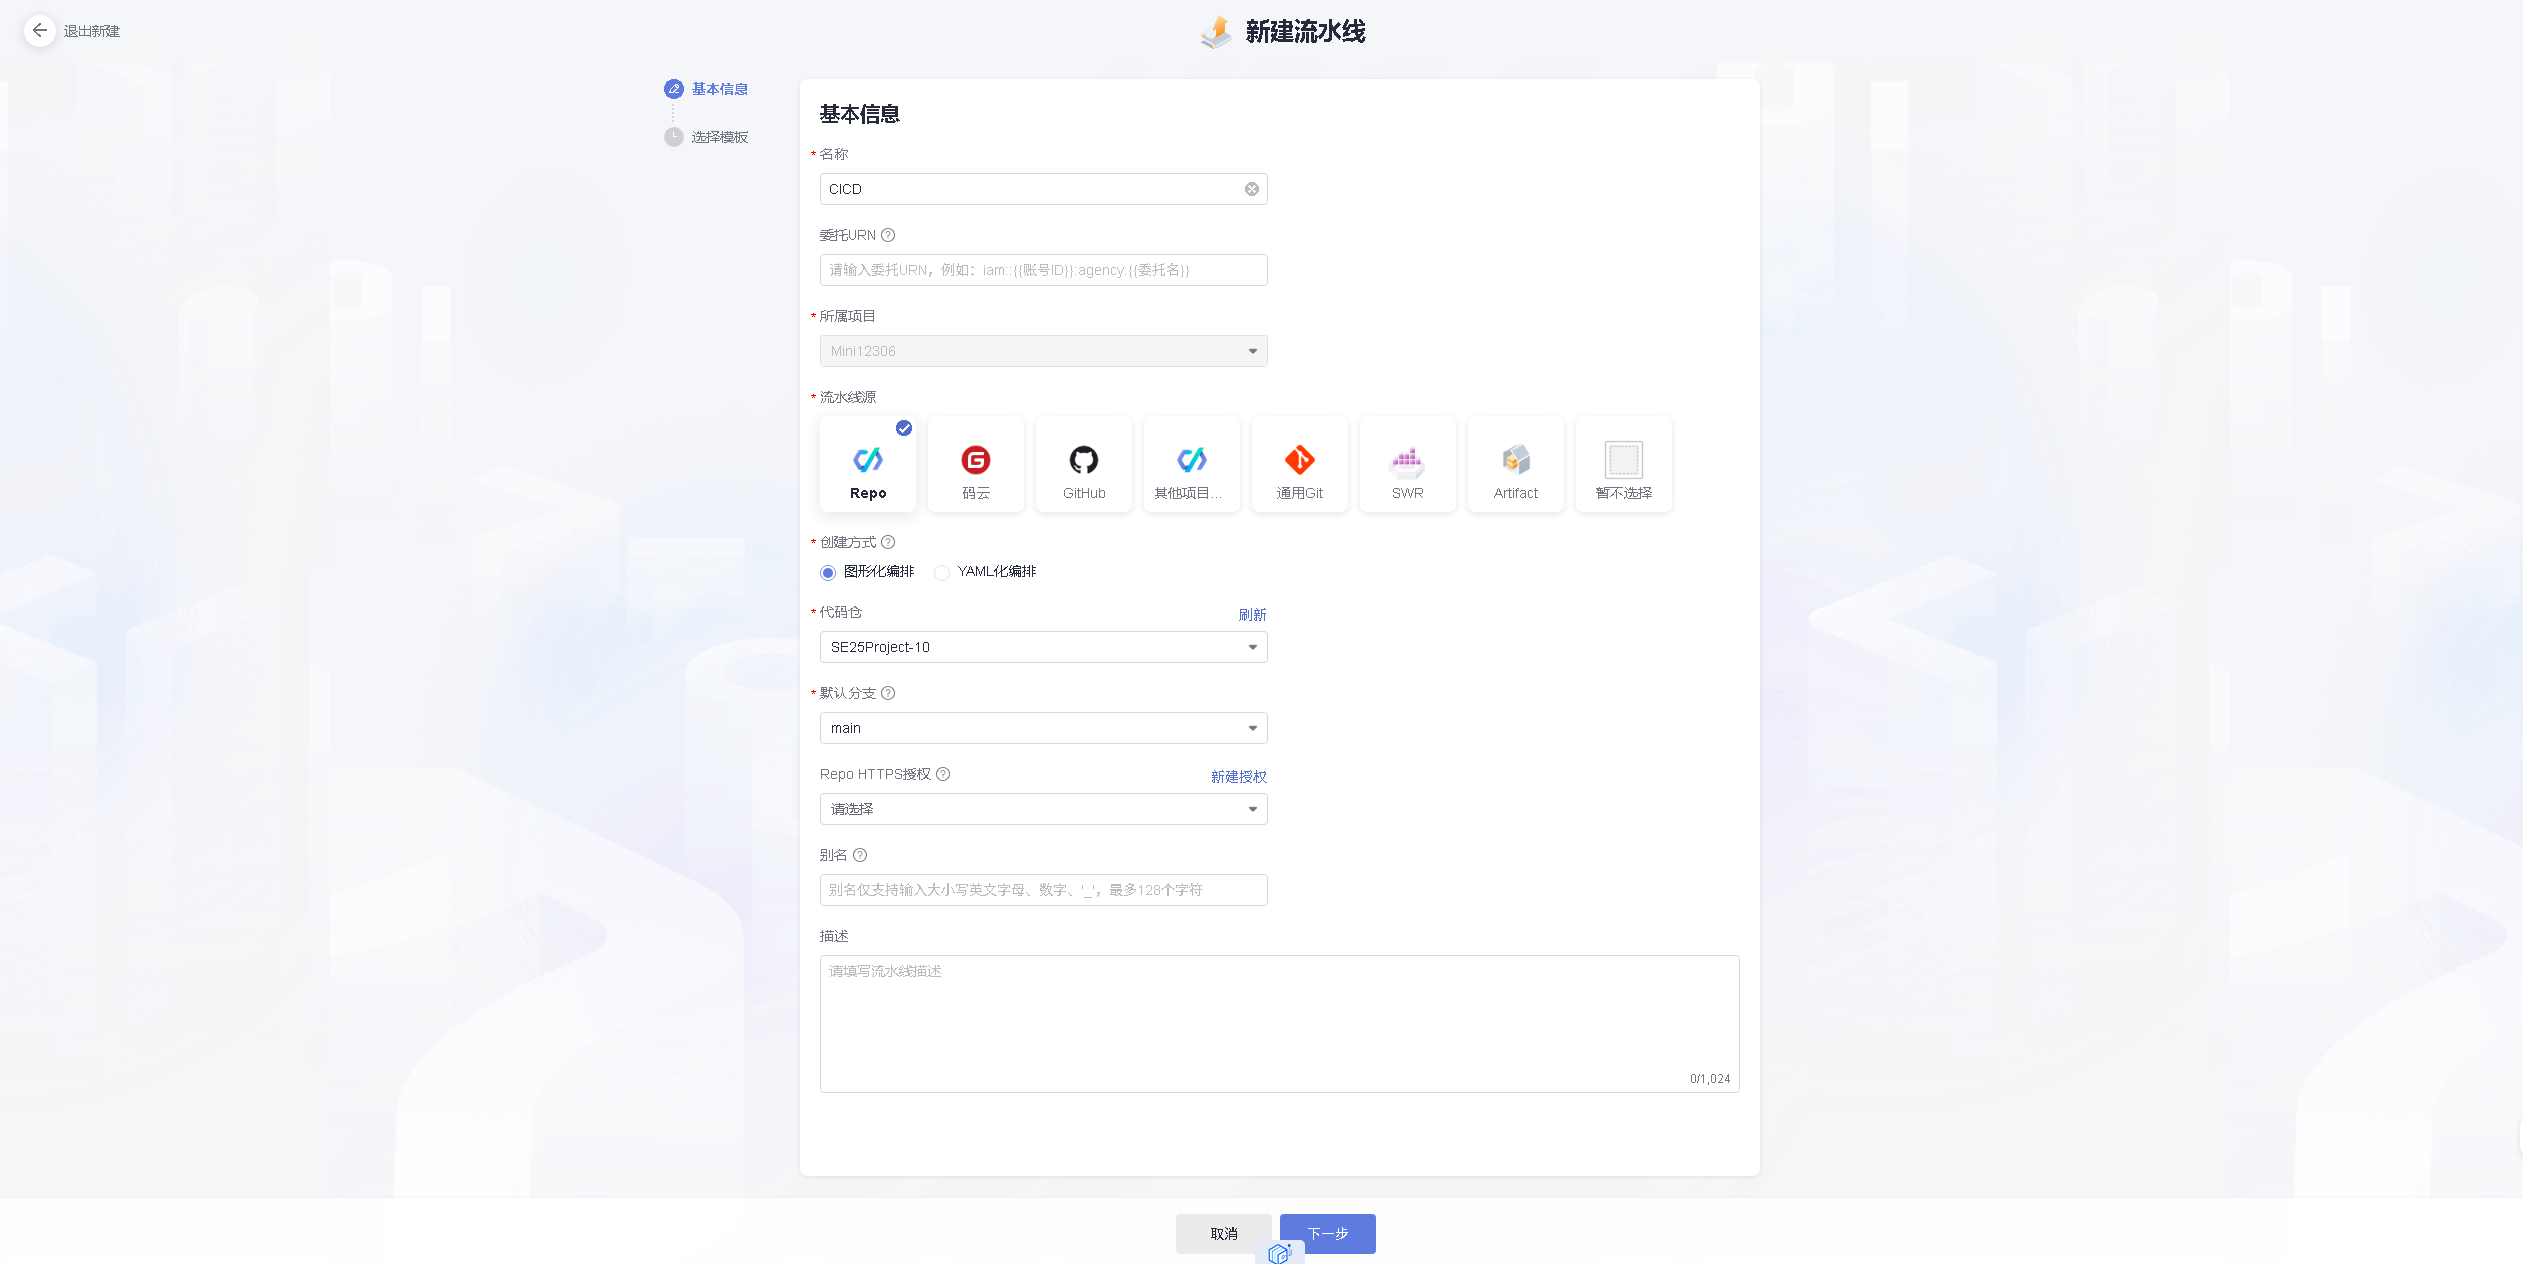 退出新建
新建流水线
基本信息
选择模板
基本信息
* 名称
CICD
委托URN
请输入委托URN，例如：iam::{{账号ID}}:agency:{{委托名}}
* 所属项目
Mini12306
* 流水线源
Repo 码云 GitHub 其他项目... 通用Git SWR Artifact 暂不选择
* 创建方式
图形化编排 YAML化编排
* 代码仓 刷新
SE25Project-10
* 默认分支
main
Repo HTTPS授权 新建授权
请选择
别名
别名仅支持输入大小写英文字母、数字、'_'，最多128个字符
描述
请填写流水线描述
0/1,024
取消 下一步